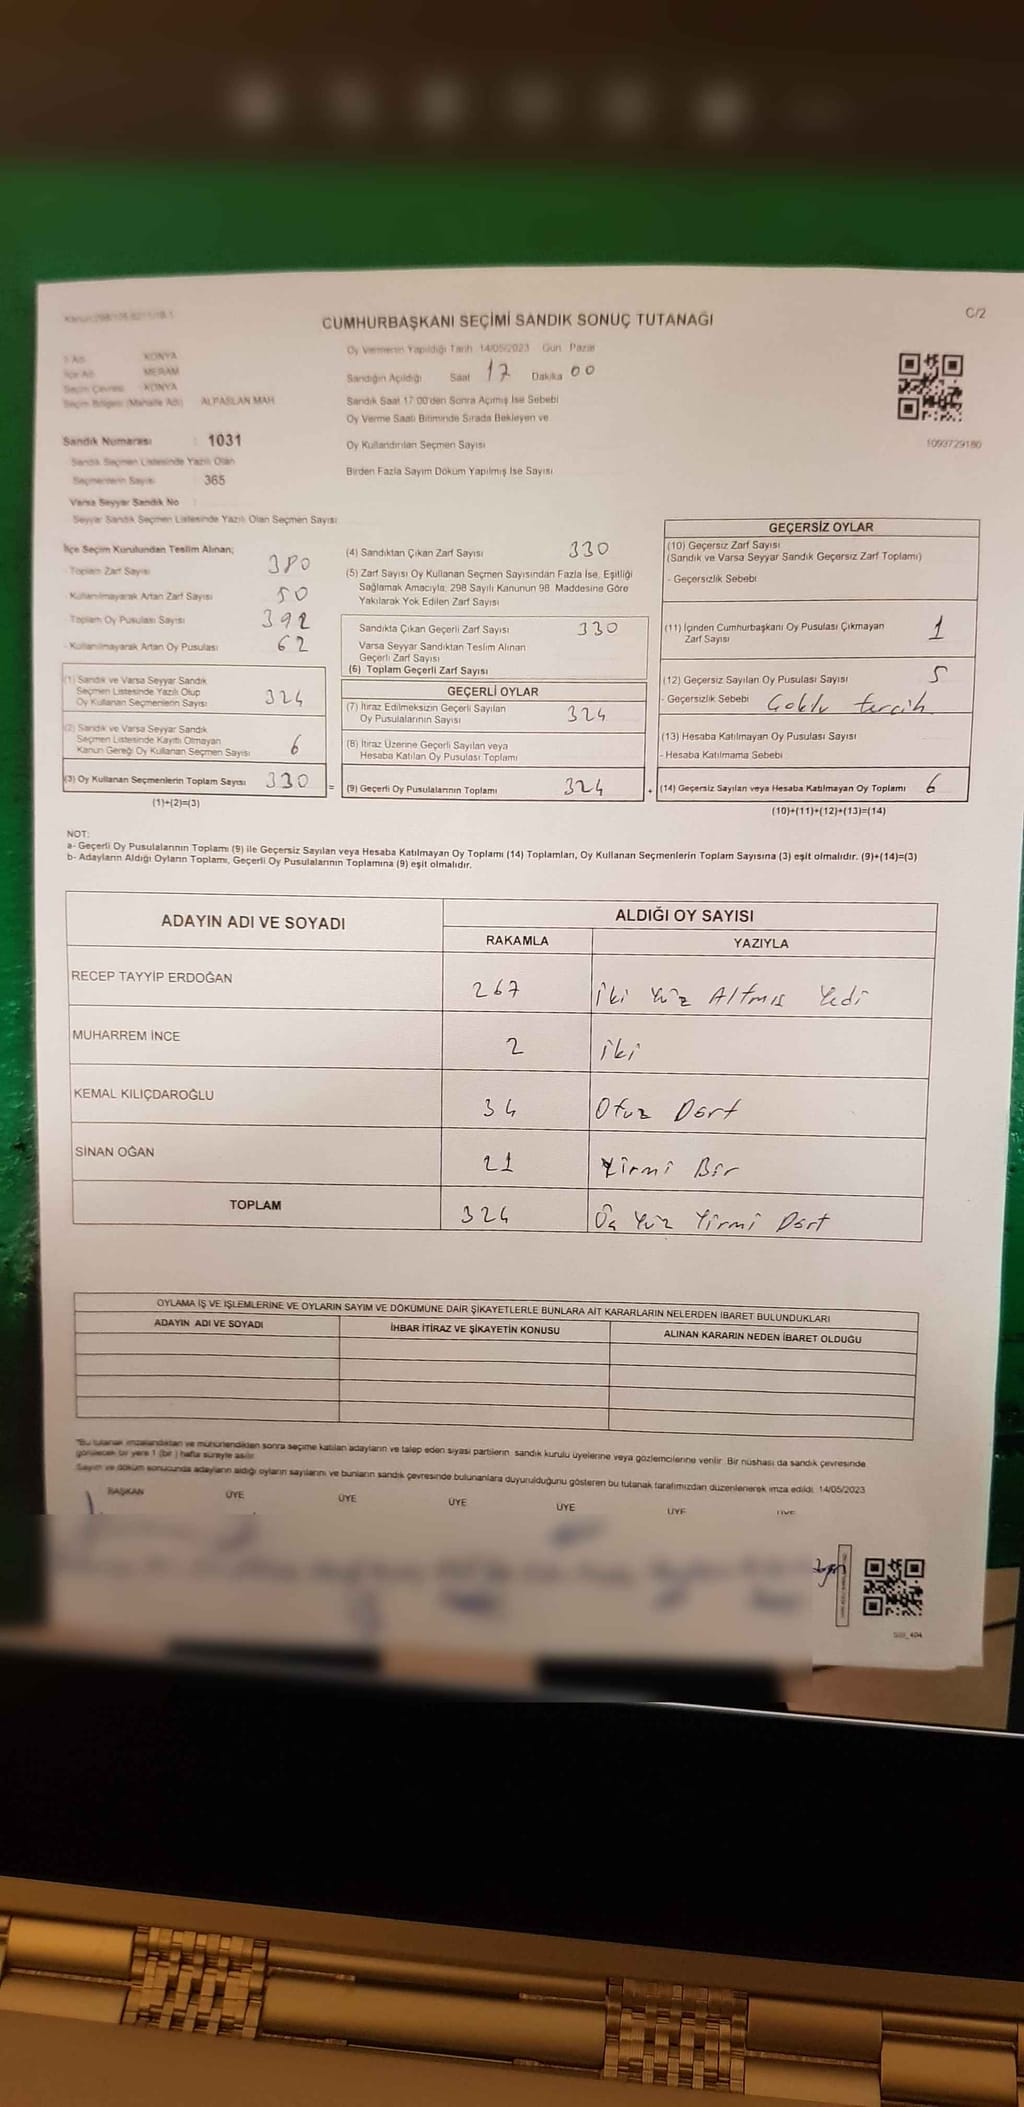 CUMHURBAŞKANI SEÇİMİ SANDIK SONUÇ TUTANAĞI
C/2
Oy Vermenin Yapıldığı Tarih 14/05/2023 Gün Pazar
KONYA
MERAM
Seçim Çevresi KONYA
Seçim Bölgesi (Mahalle Adı) ALPASLAN MAH
Sandığın Açıldığı Saat 17 Dakika 00
Sandık Saat 17:00'den Sonra Açımış İse Sebebi
Oy Verme Saati Bitiminde Sırada Bekleyen ve
Oy Kullandırılan Seçmen Sayısı
Birden Fazla Sayım Döküm Yapılmış İse Sayısı
1093729180
Sandık Numarası : 1031
Sandık Seçmen Listesinde Yazılı Olan
Seçmenlerin Sayısı 365
Varsa Seyyar Sandık No
Seyyar Sandık Seçmen Listesinde Yazılı Olan Seçmen Sayısı
İlçe Seçim Kurulundan Teslim Alınan;
- Toplam Zarf Sayısı 380
- Kullanılmayarak Artan Zarf Sayısı 50
- Toplam Oy Pusulası Sayısı 392
- Kullanılmayarak Artan Oy Pusulası 62
(1) Sandık ve Varsa Seyyar Sandık
Seçmen Listesinde Yazılı Olup
Oy Kullanan Seçmenlerin Sayısı 324
(2) Sandık ve Varsa Seyyar Sandık
Seçmen Listesinde Kayıtlı Olmayan
Kanun Gereği Oy Kullanan Seçmen Sayısı 6
(3) Oy Kullanan Seçmenlerin Toplam Sayısı 330
(1)+(2)=(3)
(4) Sandıktan Çıkan Zarf Sayısı 330
(5) Zarf Sayısı Oy Kullanan Seçmen Sayısından Fazla İse, Eşitliği
Sağlamak Amacıyla, 298 Sayılı Kanunun 98. Maddesine Göre
Yakılarak Yok Edilen Zarf Sayısı
Sandıkta Çıkan Geçerli Zarf Sayısı 330
Varsa Seyyar Sandıktan Teslim Alınan
Geçerli Zarf Sayısı
(6) Toplam Geçerli Zarf Sayısı
GEÇERLİ OYLAR
(7) İtiraz Edilmeksizin Geçerli Sayılan
Oy Pusulalarının Sayısı 324
(8) İtiraz Üzerine Geçerli Sayılan veya
Hesaba Katılan Oy Pusulası Toplamı
= (9) Geçerli Oy Pusulalarının Toplamı 324
GEÇERSİZ OYLAR
(10) Geçersiz Zarf Sayısı
(Sandık ve Varsa Seyyar Sandık Geçersiz Zarf Toplamı)
- Geçersizlik Sebebi
(11) İçinden Cumhurbaşkanı Oy Pusulası Çıkmayan
Zarf Sayısı 1
(12) Geçersiz Sayılan Oy Pusulası Sayısı 5
- Geçersizlik Sebebi Çoklu tercih
(13) Hesaba Katılmayan Oy Pusulası Sayısı
- Hesaba Katılmama Sebebi
+ (14) Geçersiz Sayılan veya Hesaba Katılmayan Oy Toplamı 6
(10)+(11)+(12)+(13)=(14)
NOT:
a- Geçerli Oy Pusulalarının Toplamı (9) ile Geçersiz Sayılan veya Hesaba Katılmayan Oy Toplamı (14) Toplamları, Oy Kullanan Seçmenlerin Toplam Sayısına (3) eşit olmalıdır. (9)+(14)=(3)
b- Adayların Aldığı Oyların Toplamı, Geçerli Oy Pusulalarının Toplamına (9) eşit olmalıdır.
ADAYIN ADI VE SOYADI ALDIĞI OY SAYISI
RAKAMLA YAZIYLA
RECEP TAYYİP ERDOĞAN 267 İki Yüz Altmış Yedi
MUHARREM İNCE 2 İki
KEMAL KILIÇDAROĞLU 34 Otuz Dört
SİNAN OĞAN 21 Yirmi Bir
TOPLAM 324 Üç Yüz Yirmi Dört
OYLAMA İŞ VE İŞLEMLERİNE VE OYLARIN SAYIM VE DÖKÜMÜNE DAİR ŞİKAYETLERLE BUNLARA AİT KARARLARIN NELERDEN İBARET BULUNDUKLARI
ADAYIN ADI VE SOYADI İHBAR İTİRAZ VE ŞİKAYETİN KONUSU ALINAN KARARIN NEDEN İBARET OLDUĞU
"Bu tutanak imzalandıktan ve mühürlendikten sonra seçime katılan adayların ve talep eden siyasi partilerin sandık kurulu üyelerine veya gözlemcilerine verilir. Bir nüshası da sandık çevresinde
görülecek bir yere 1 (bir ) hafta süreyle asılır.
Sayım ve döküm sonucunda adayların aldığı oyların sayılarını ve bunların sandık çevresinde bulunanlara duyurulduğunu gösteren bu tutanak tarafımızdan düzenlenerek imza edildi. 14/05/2023
BAŞKAN ÜYE ÜYE ÜYE ÜYE ÜYE ÜYE